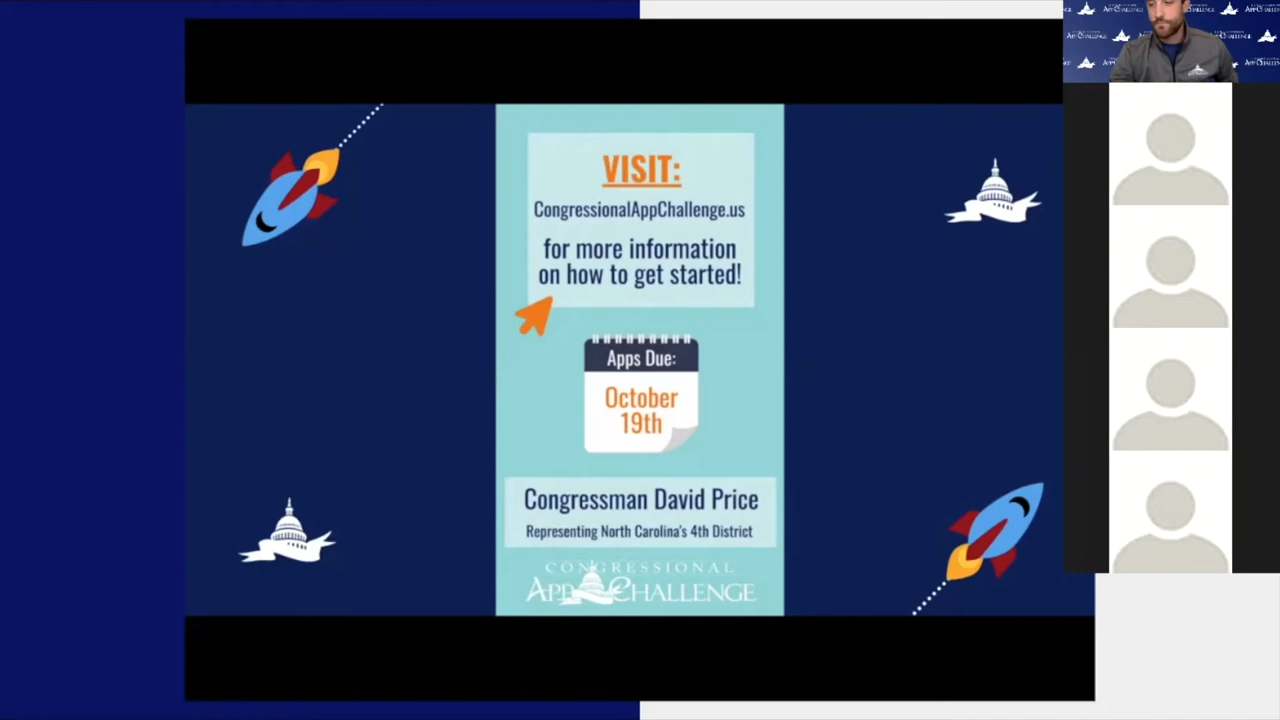 VISIT:
CongressionalAppChallenge.us
for more information
on how to get started!
Apps Due:
October
19th
Congressman David Price
Representing North Carolina's 4th District
CONGRESSIONAL
APP CHALLENGE